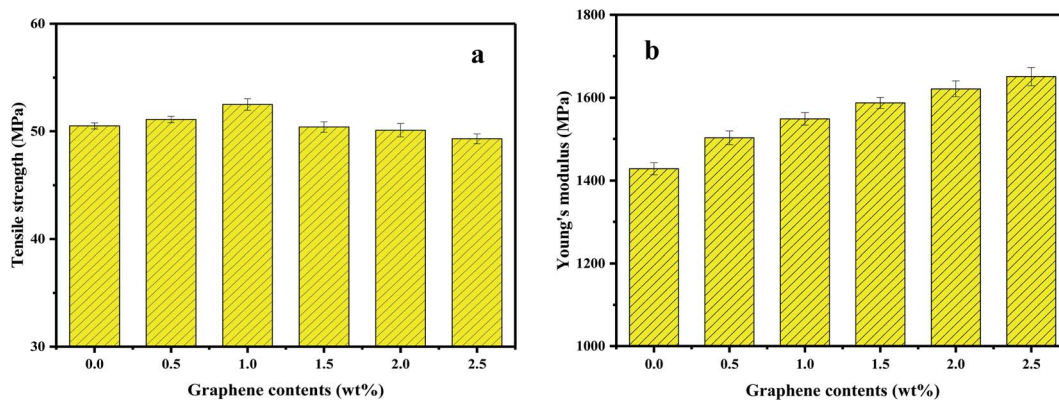 a
Tensile strength (MPa)
60
50
40
30
0.0 0.5 1.0 1.5 2.0 2.5
Graphene contents (wt%)
b
Young's modulus (MPa)
1800
1600
1400
1200
1000
0.0 0.5 1.0 1.5 2.0 2.5
Graphene contents (wt%)